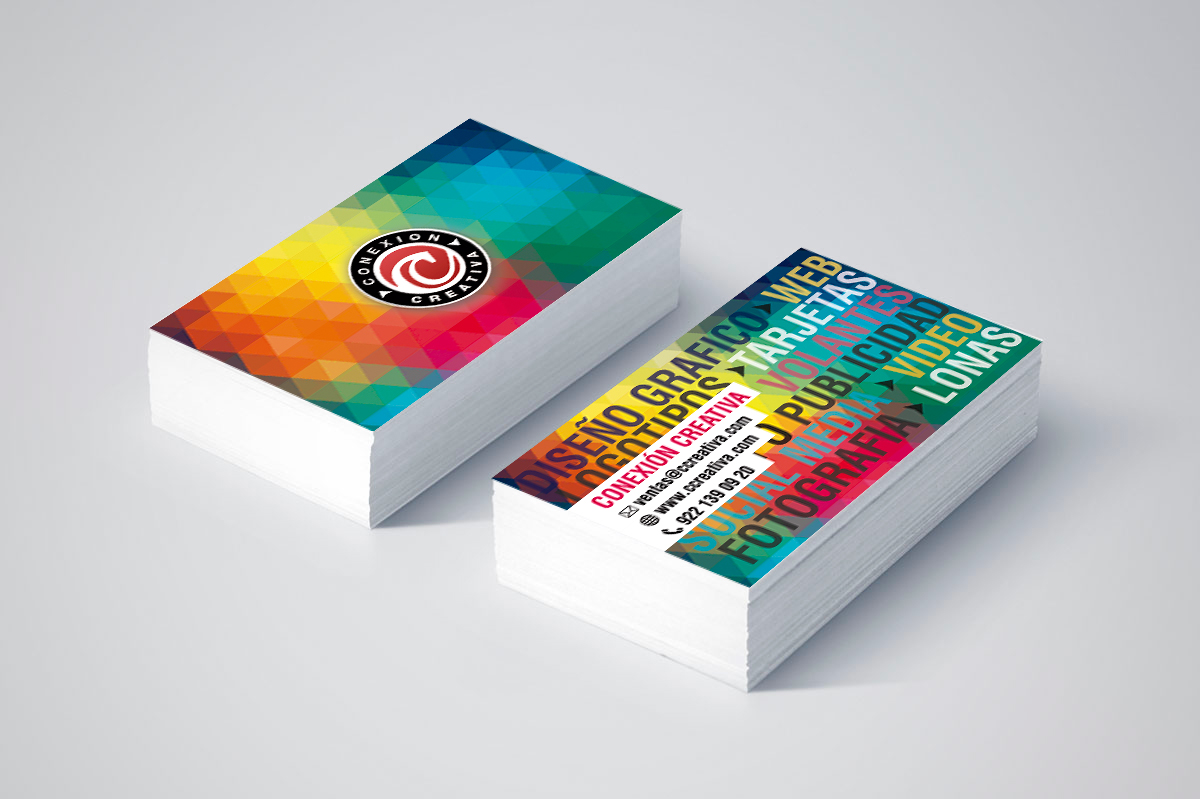 CONEXION
CREATIVA
DISEÑO GRAFICO WEB
LOGOTIPOS TARJETAS
VOLANTES
PUBLICIDAD
SOCIAL MEDIA VIDEO
FOTOGRAFIA LONAS
CONEXIÓN CREATIVA
ventas@ccreativa.com
www.ccreativa.com
922 139 09 20